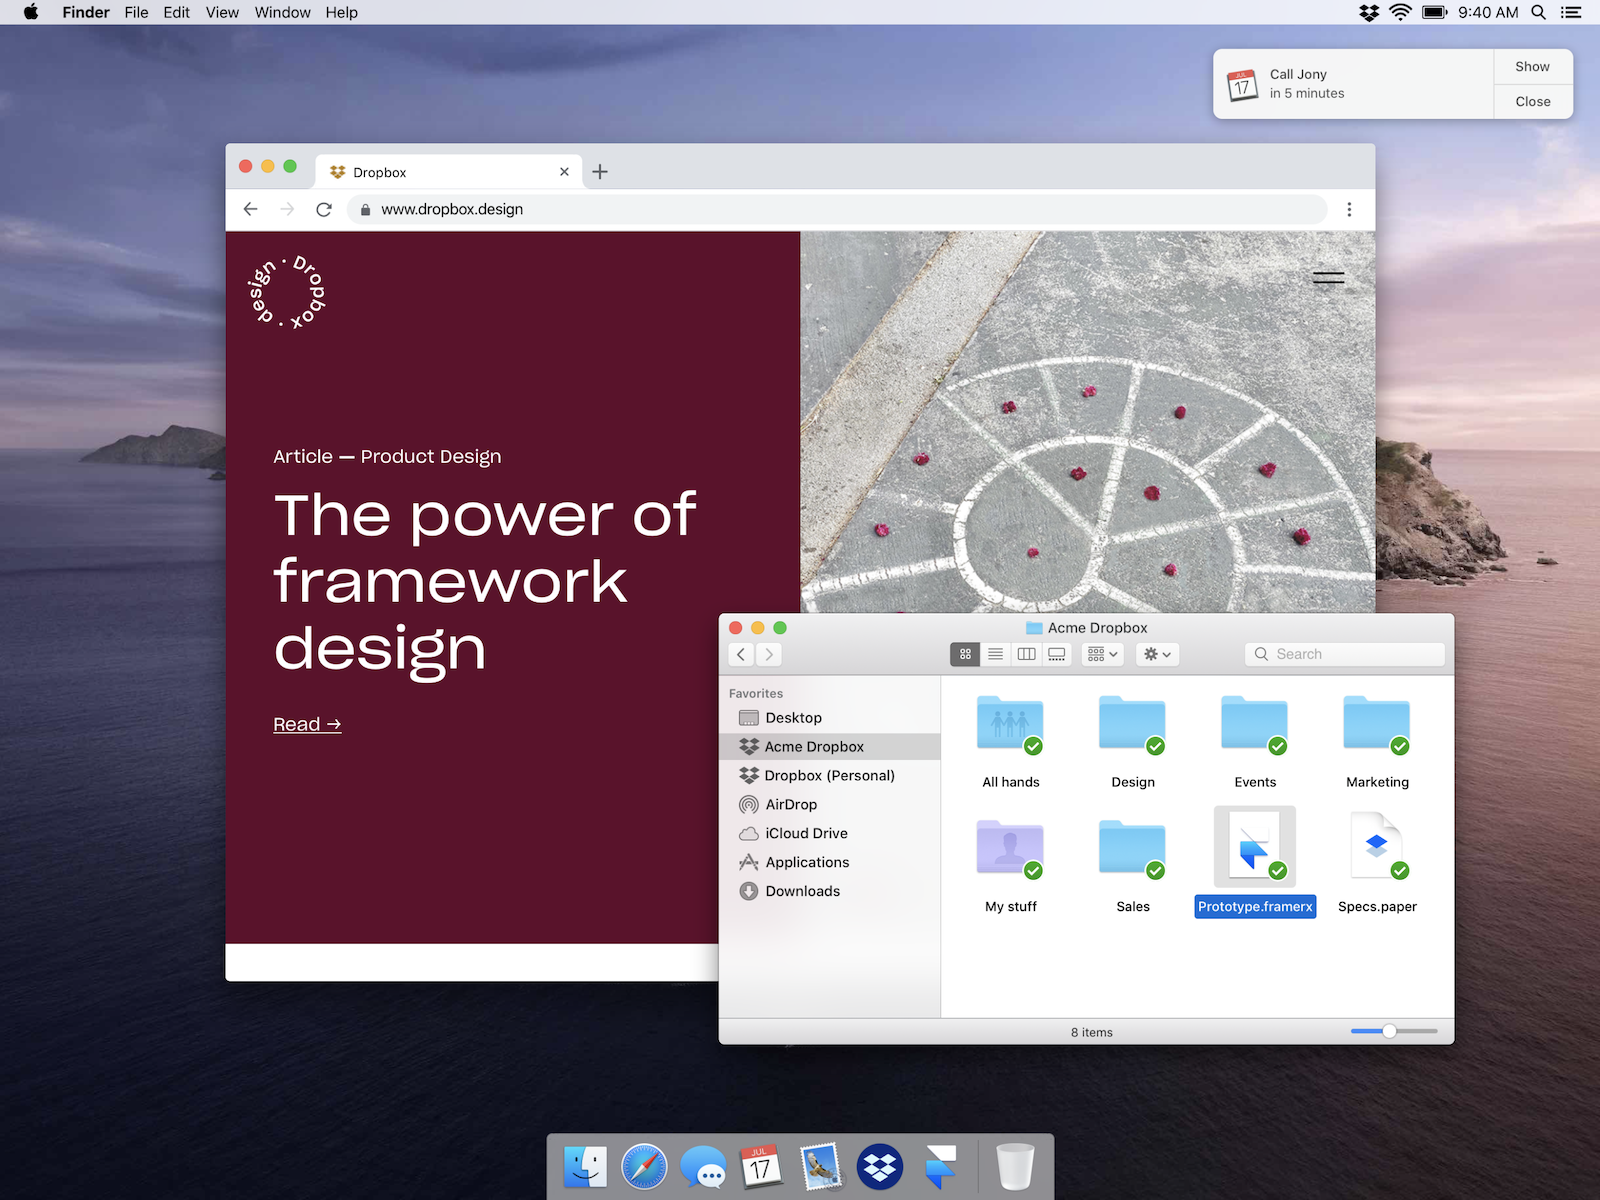 Finder File Edit View Window Help
9:40 AM
JUL
17
Call Jony
in 5 minutes
Show
Close
Dropbox
www.dropbox.design
Dropbox · design ·
Article — Product Design
The power of
framework
design
Read →
Acme Dropbox
Search
Favorites
Desktop
Acme Dropbox
Dropbox (Personal)
AirDrop
iCloud Drive
Applications
Downloads
All hands
Design
Events
Marketing
My stuff
Sales
Prototype.framerx
Specs.paper
8 items
JUL
17